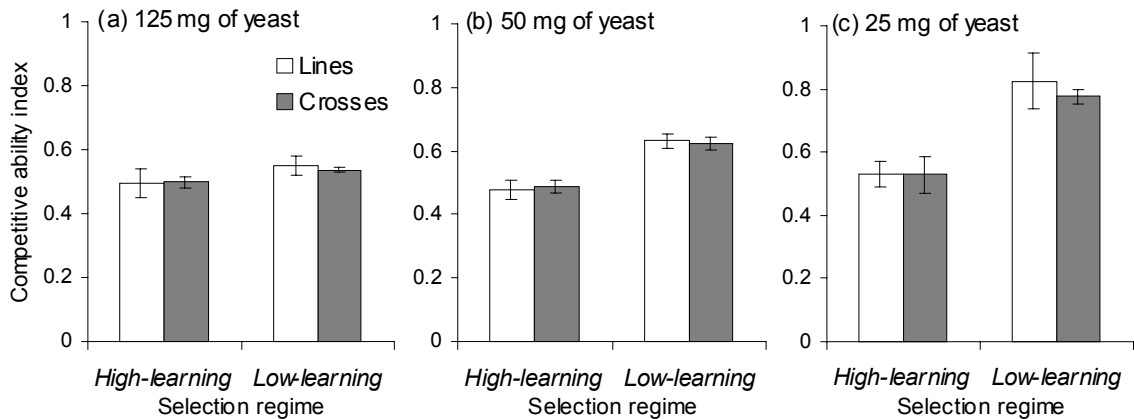 (a) 125 mg of yeast
(b) 50 mg of yeast
(c) 25 mg of yeast
Competitive ability index
1
0.8
0.6
0.4
0.2
0
Lines
Crosses
High-learning Low-learning
Selection regime
1
0.8
0.6
0.4
0.2
0
High-learning Low-learning
Selection regime
1
0.8
0.6
0.4
0.2
0
High-learning Low-learning
Selection regime